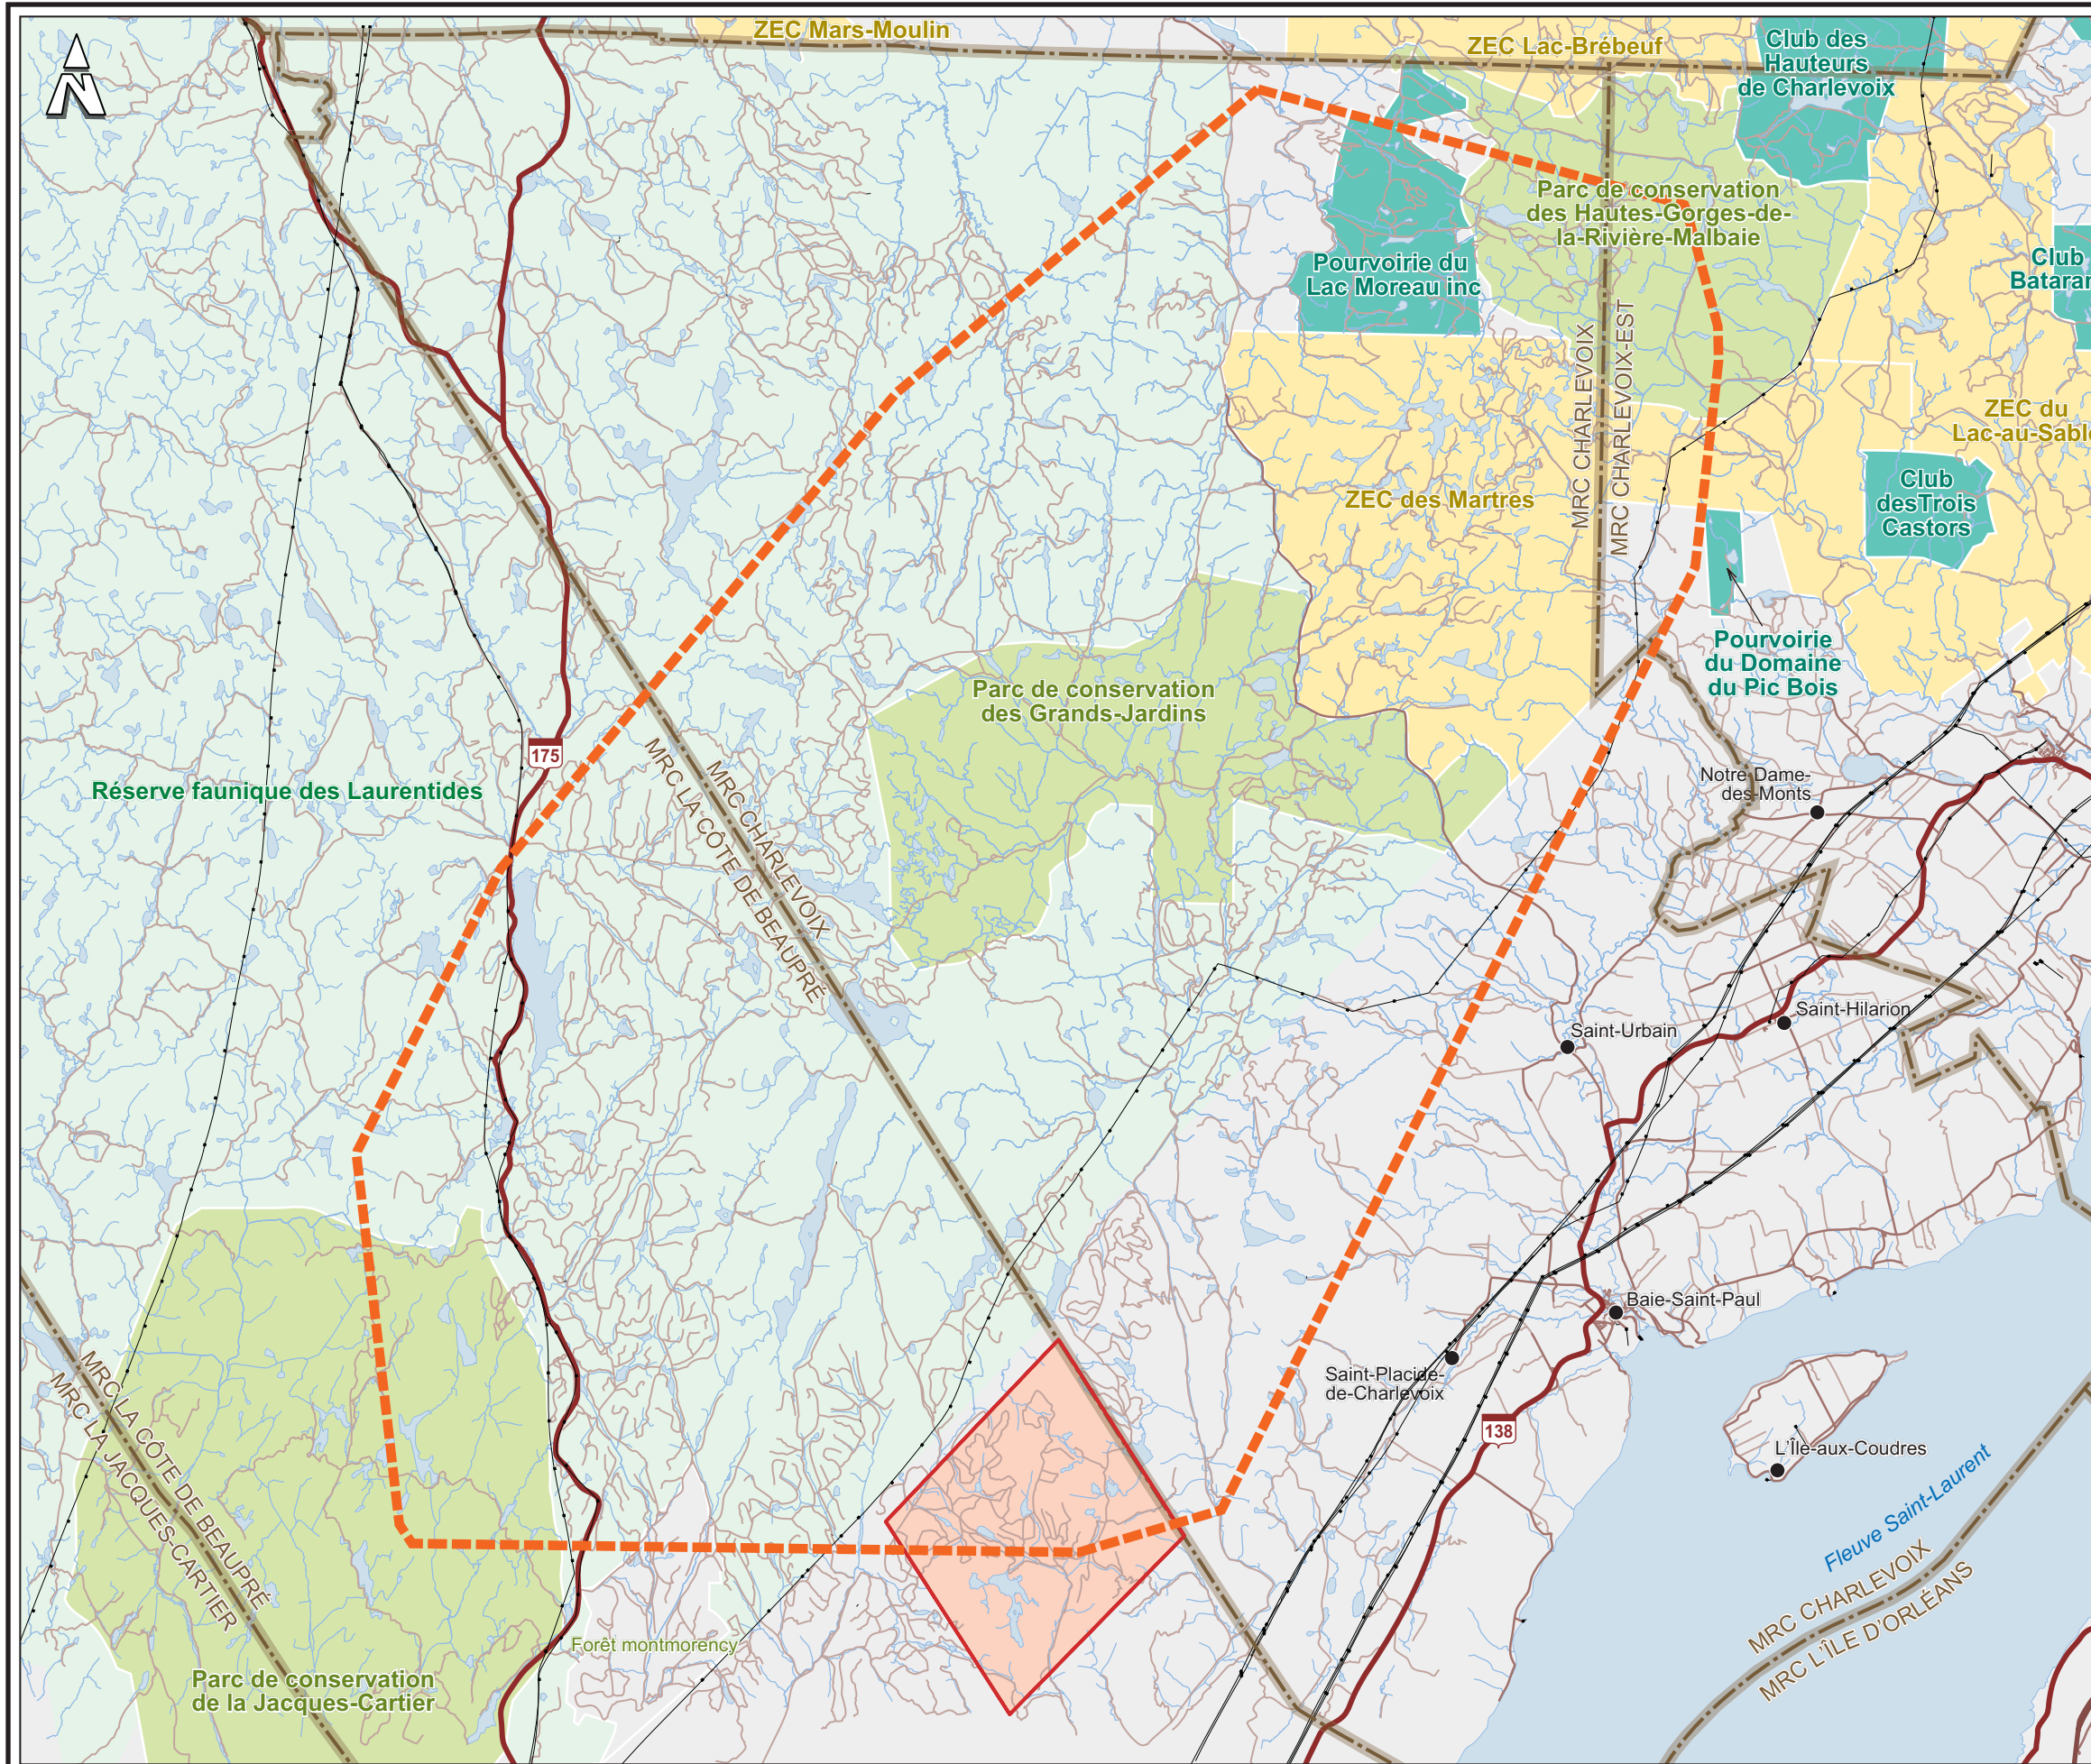 N
ZEC Mars-Moulin
ZEC Lac-Brébeuf
Club des
Hauteurs
de Charlevoix
Parc de conservation
des Hautes-Gorges-de-
la-Rivière-Malbaie
Pourvoirie du
Lac Moreau inc
Club
MRC CHARLEVOIX
MRC CHARLEVOIX-EST
ZEC du
ZEC des Martres
Club
desTrois
Castors
Pourvoirie
du Domaine
du Pic Bois
Parc de conservation
des Grands-Jardins
175
MRC CHARLEVOIX
MRC LA CÔTE DE BEAUPRÉ
Réserve faunique des Laurentides
Notre-Dame-
des-Monts
Saint-Hilarion
Saint-Urbain
Baie-Saint-Paul
Saint-Placide-
de-Charlevoix
138
L'Île-aux-Coudres
Fleuve Saint-Laurent
MRC LA CÔTE DE BEAUPRÉ
MRC LA JACQUES-CARTIER
MRC CHARLEVOIX
MRC L'ÎLE D'ORLÉANS
Forêt montmorency
Parc de conservation
de la Jacques-Cartier